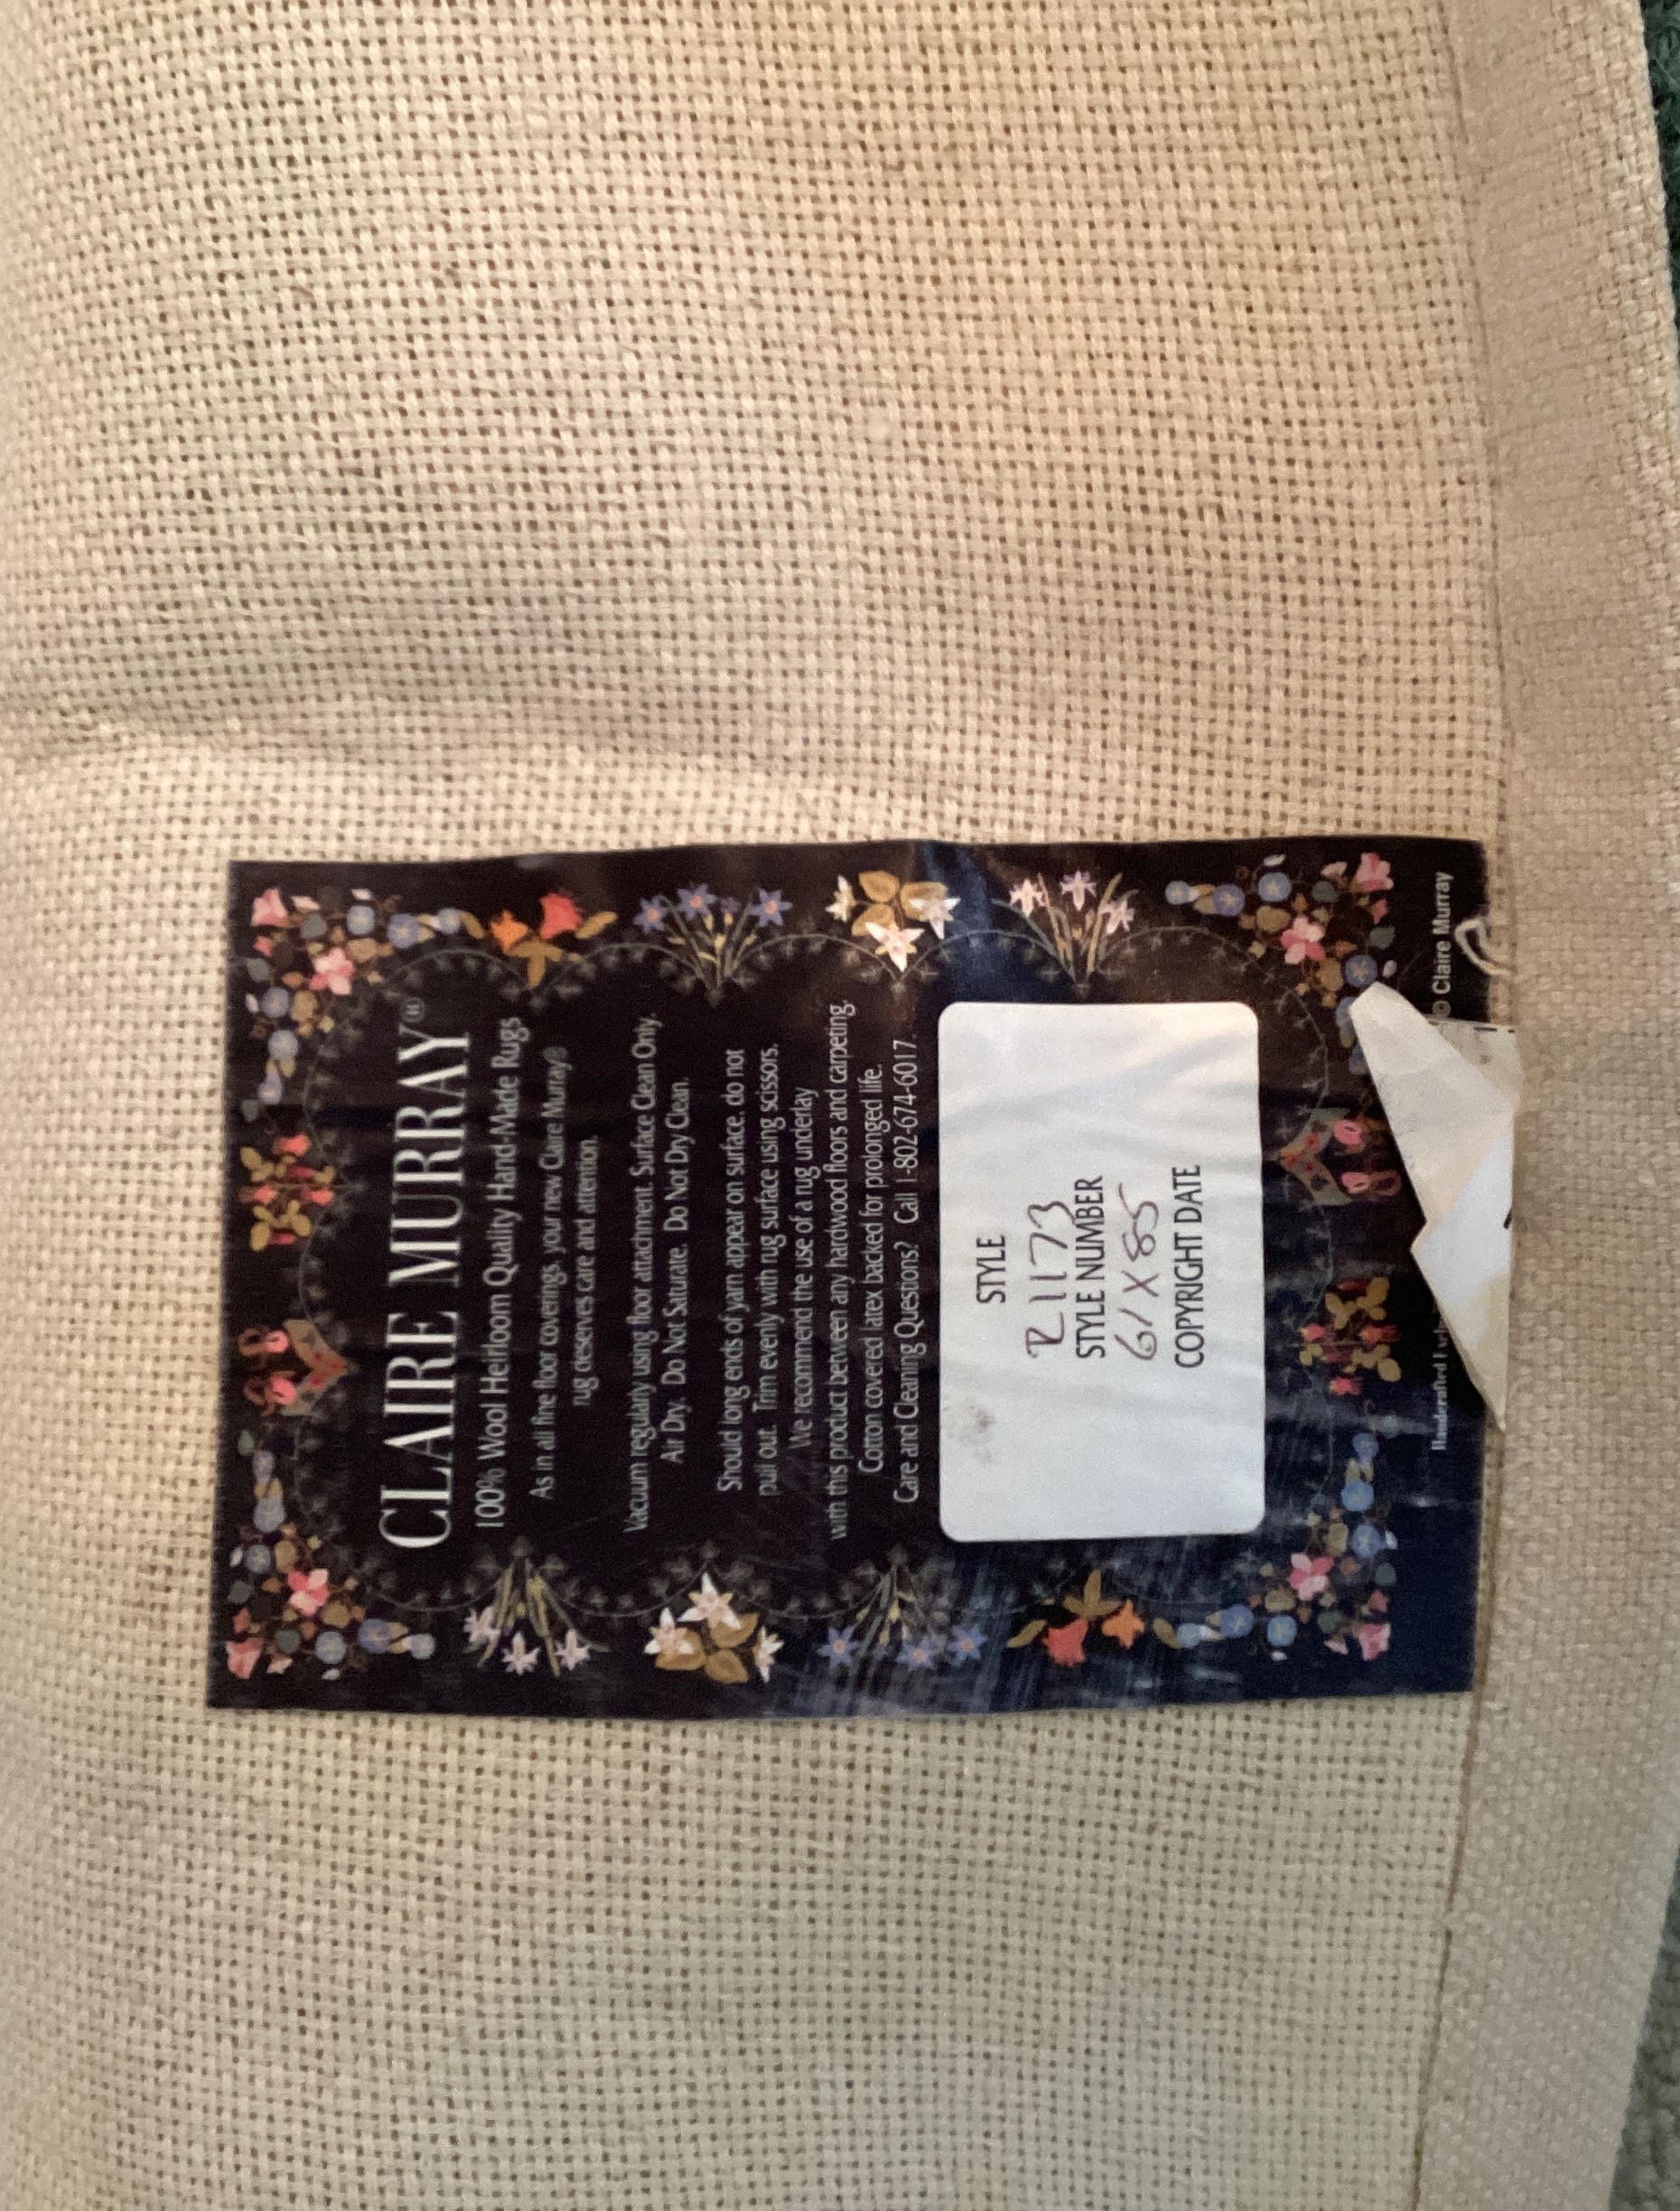 CLAIRE MURRAY®
100% Wool Heirloom Quality Hand-Made Rugs
As in all fine floor coverings, your new Claire Murray®
rug deserves care and attention.
Vacuum regularly using floor attachment. Surface Clean Only.
Air Dry. Do Not Saturate. Do Not Dry Clean.
Should long ends of yarn appear on surface, do not
pull out. Trim evenly with rug surface using scissors.
We recommend the use of a rug underlay
with this product between any hardwood floors and carpeting.
Cotton covered latex backed for prolonged life.
Care and Cleaning Questions? Call 1-802-674-6017.
STYLE
R1173
STYLE NUMBER
61 X 85
COPYRIGHT DATE
Handcrafted © Claire Murray